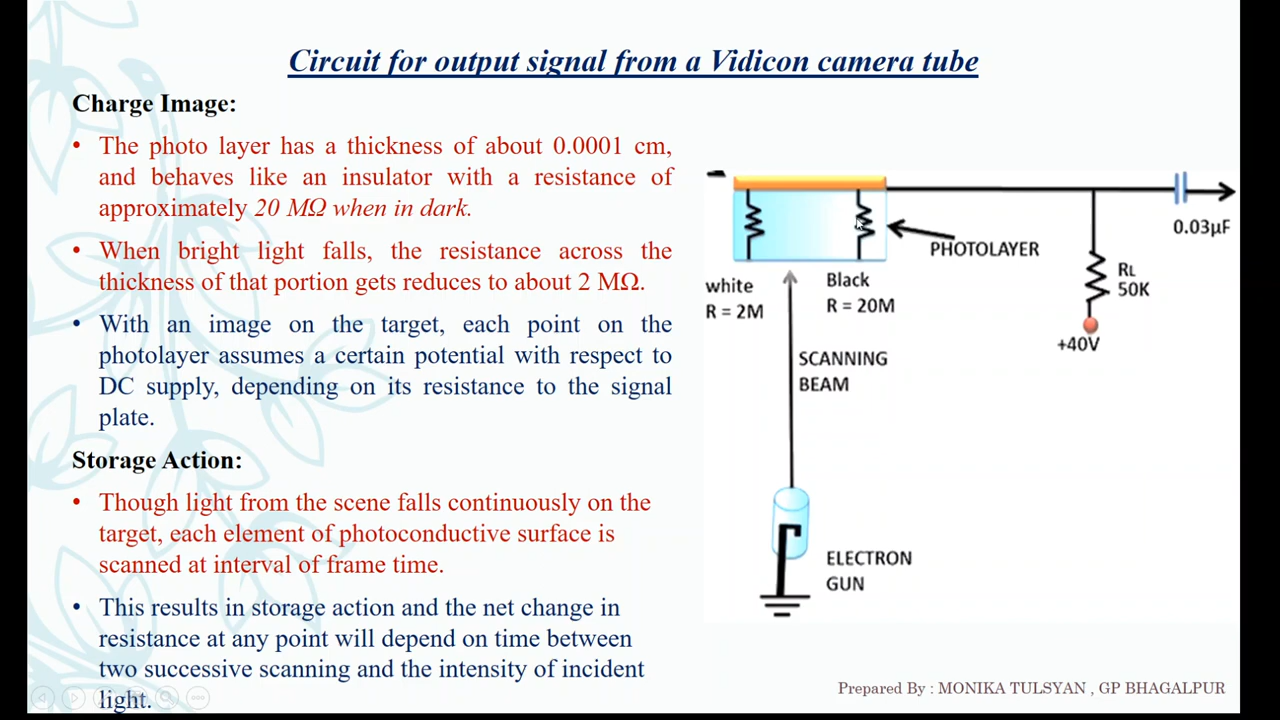 Circuit for output signal from a Vidicon camera tube
Charge Image:
• The photo layer has a thickness of about 0.0001 cm,
and behaves like an insulator with a resistance of
approximately 20 MΩ when in dark.
• When bright light falls, the resistance across the
thickness of that portion gets reduces to about 2 MΩ.
• With an image on the target, each point on the
photolayer assumes a certain potential with respect to
DC supply, depending on its resistance to the signal
plate.
Storage Action:
• Though light from the scene falls continuously on the
target, each element of photoconductive surface is
scanned at interval of frame time.
• This results in storage action and the net change in
resistance at any point will depend on time between
two successive scanning and the intensity of incident
light.
0.03µF
PHOTOLAYER
white
R = 2M
Black
R = 20M
RL
50K
+40V
SCANNING
BEAM
ELECTRON
GUN
Prepared By : MONIKA TULSYAN , GP BHAGALPUR